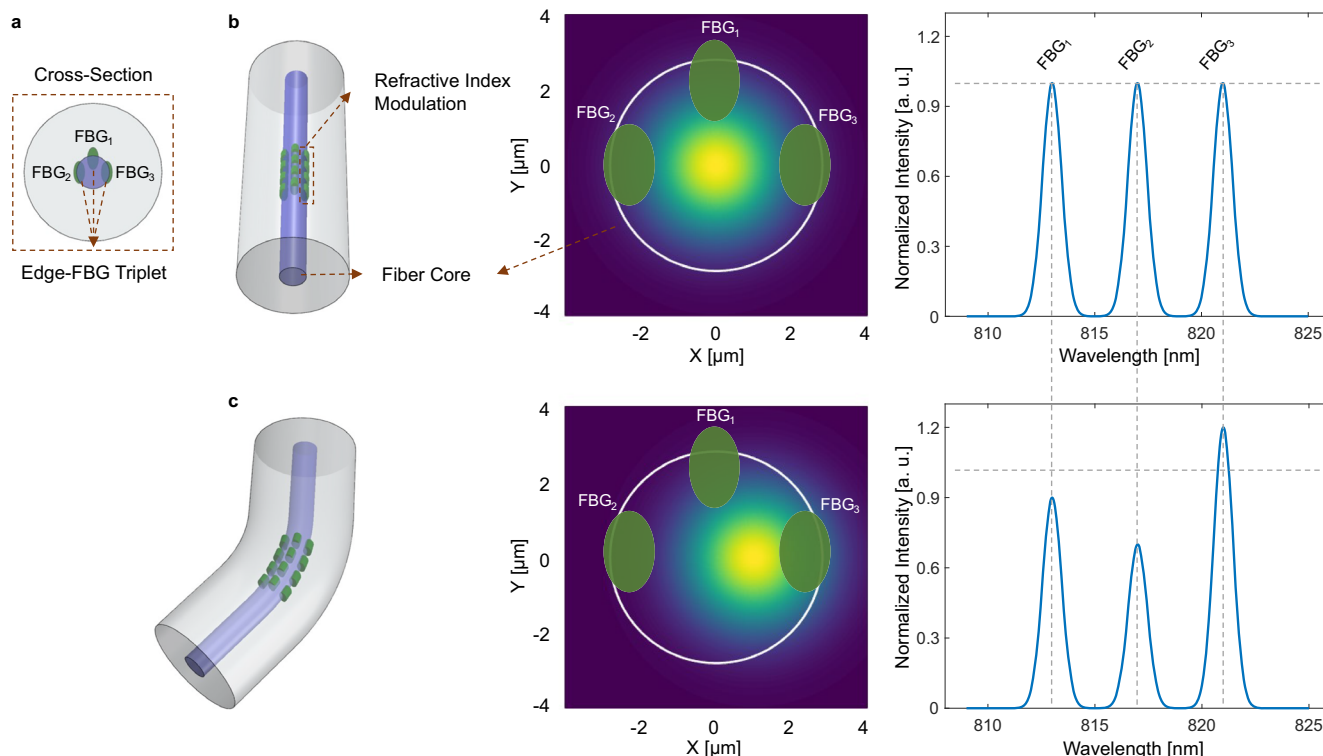 a
Cross-Section
FBG₁
FBG₂
FBG₃
Edge-FBG Triplet
b
Refractive Index
Modulation
Fiber Core
4
2
0
-2
-4
Y [µm]
FBG₁
FBG₂
FBG₃
-2
0
2
4
X [µm]
Normalized Intensity [a. u.]
1.2
0.9
0.6
0.3
0
FBG₁
FBG₂
FBG₃
810
815
820
825
Wavelength [nm]
c
4
2
0
-2
-4
Y [µm]
FBG₁
FBG₂
FBG₃
-2
0
2
4
X [µm]
Normalized Intensity [a. u.]
1.2
0.9
0.6
0.3
0
810
815
820
825
Wavelength [nm]